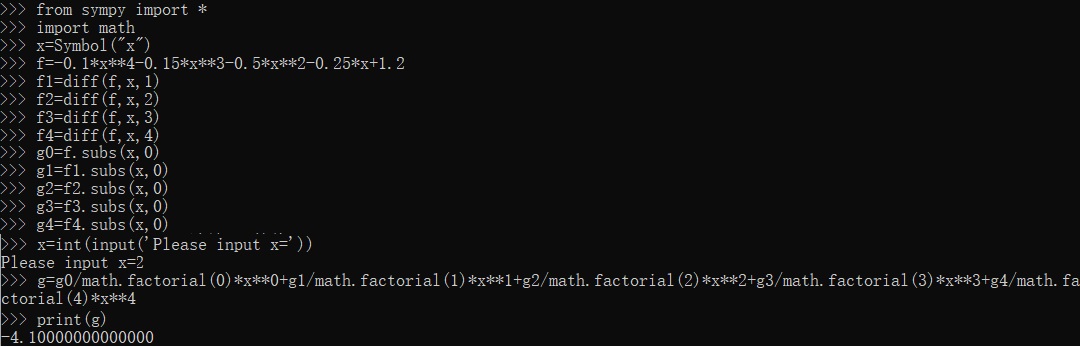 >>> from sympy import *
>>> import math
>>> x=Symbol("x")
>>> f=-0.1*x**4-0.15*x**3-0.5*x**2-0.25*x+1.2
>>> f1=diff(f,x,1)
>>> f2=diff(f,x,2)
>>> f3=diff(f,x,3)
>>> f4=diff(f,x,4)
>>> g0=f.subs(x,0)
>>> g1=f1.subs(x,0)
>>> g2=f2.subs(x,0)
>>> g3=f3.subs(x,0)
>>> g4=f4.subs(x,0)
>>> x=int(input('Please input x='))
Please input x=2
>>> g=g0/math.factorial(0)*x**0+g1/math.factorial(1)*x**1+g2/math.factorial(2)*x**2+g3/math.factorial(3)*x**3+g4/math.fa
ctorial(4)*x**4
>>> print(g)
-4.10000000000000